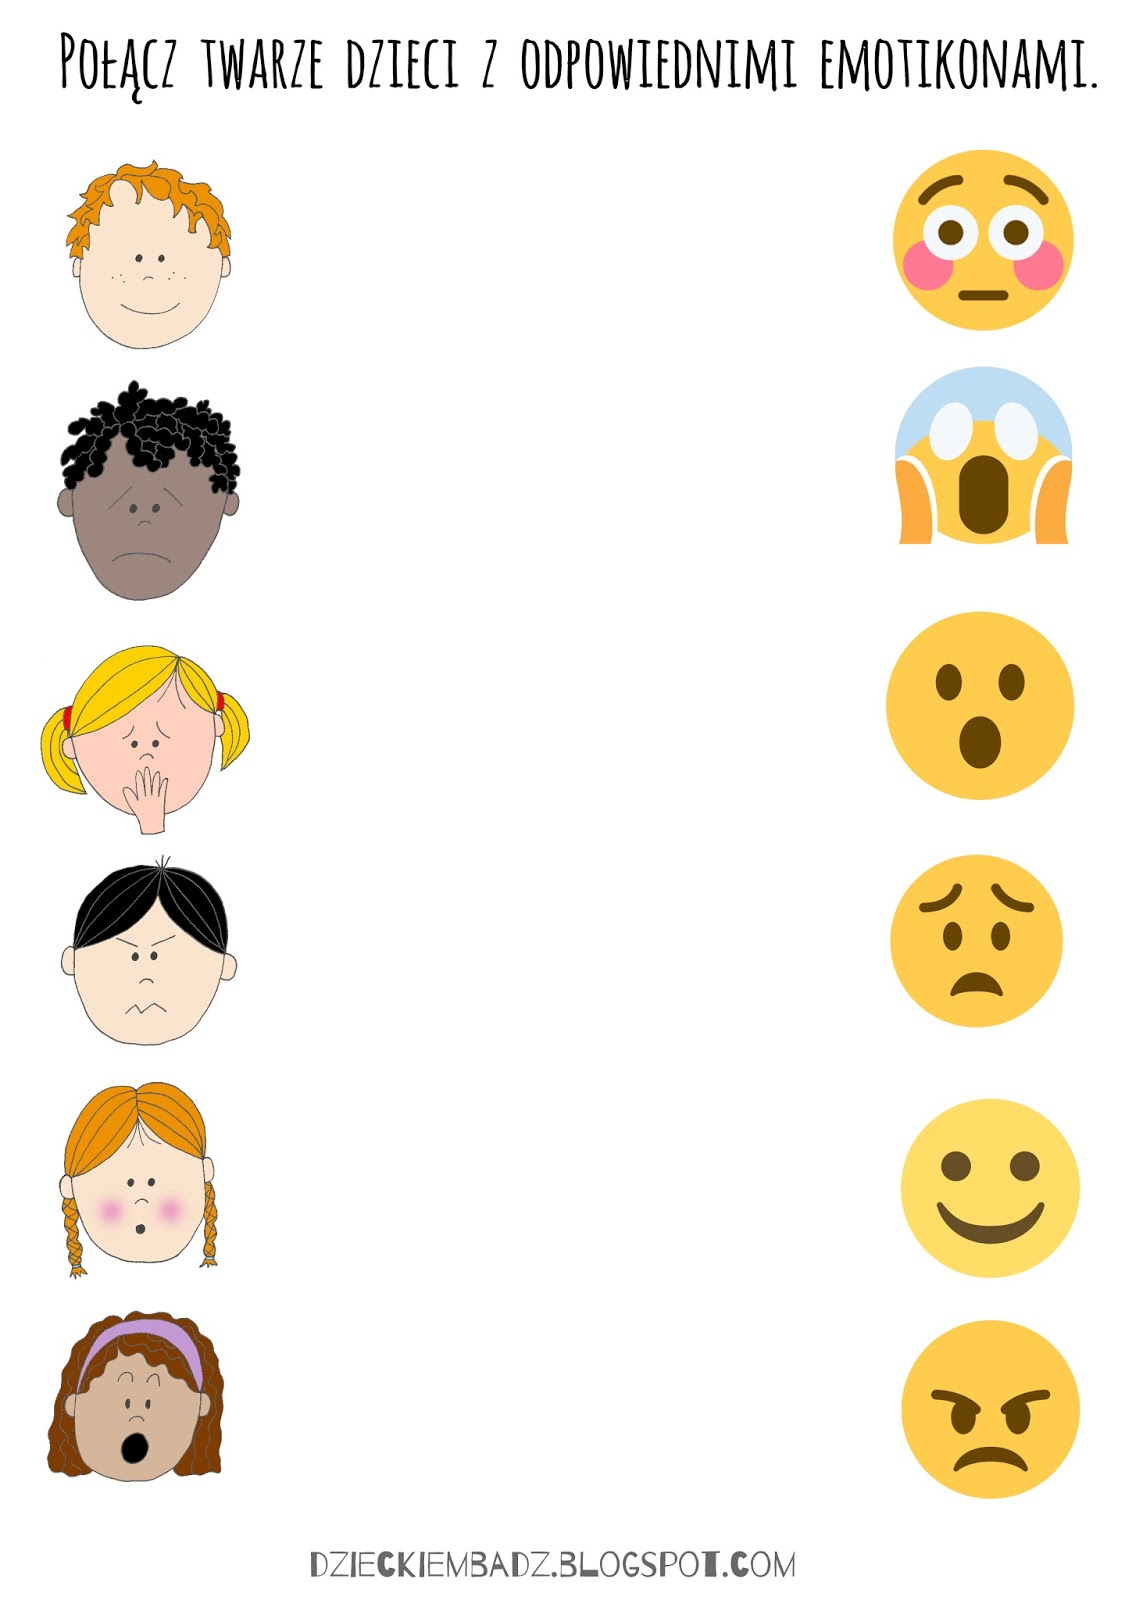 Połącz twarze dzieci z odpowiednimi emotikonami.
DZIECKIEMBADZ.BLOGSPOT.COM